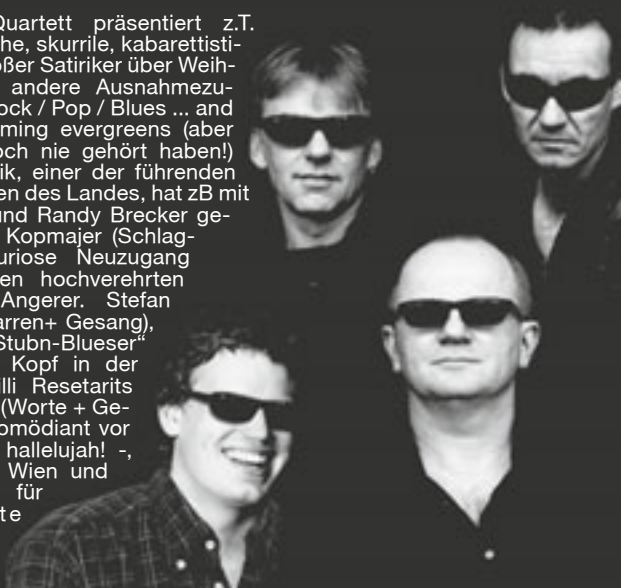 Quartett präsentiert z.T.
he, skurrile, kabarettisti-
ßer Satiriker über Weih-
andere Ausnahmezu-
ock / Pop / Blues ... and
ming evergreens (aber
och nie gehört haben!)
ik, einer der führenden
en des Landes, hat zB mit
und Randy Brecker ge-
Kopmajer (Schlag-
uriose Neuzugang
en hochverehrten
Angerer. Stefan
arren+ Gesang),
Stubn-Blueser“
Kopf in der
illi Resetarits
(Worte + Ge-
omödiant vor
hallelujah! -,
Wien und
für
te